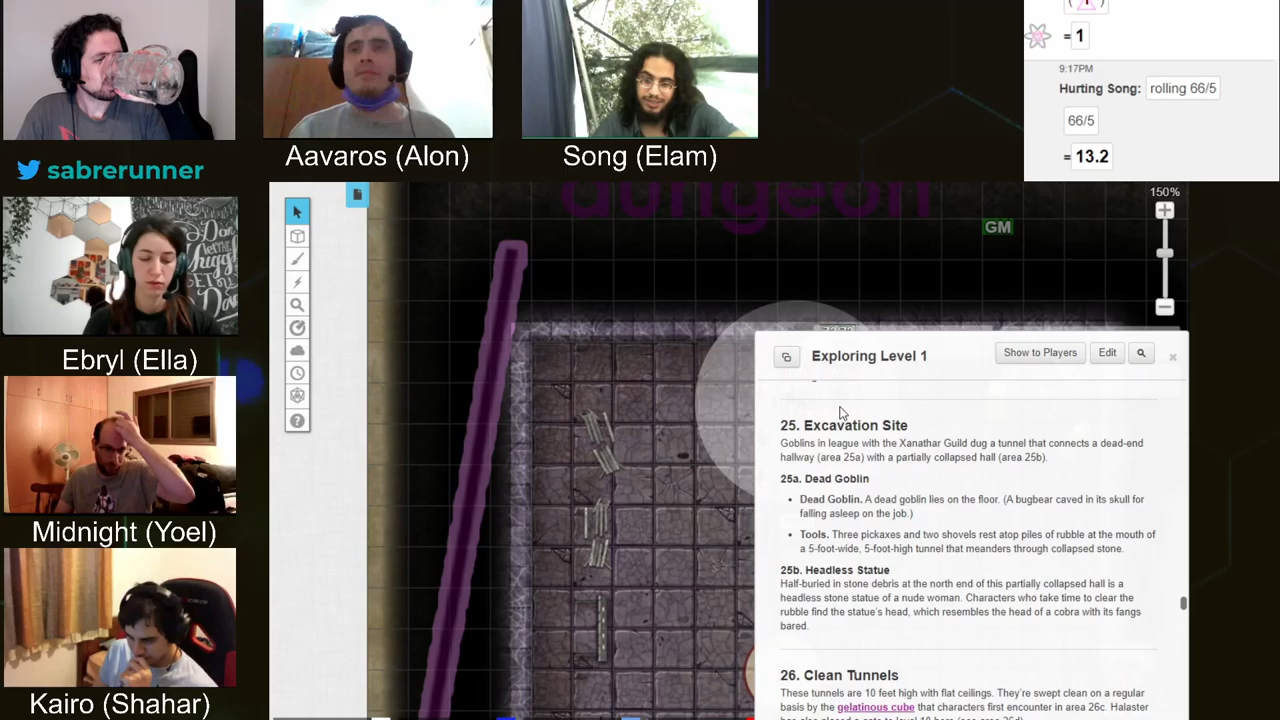 = 1
9:17PM
Hurting Song: rolling 66/5
66/5
= 13.2
Aavaros (Alon)
Song (Elam)
sabrerunner
dungeon
150%
GM
Ebryl (Ella)
Midnight (Yoel)
Kairo (Shahar)
Exploring Level 1
Show to Players
Edit
25. Excavation Site
Goblins in league with the Xanathar Guild dug a tunnel that connects a dead-end
hallway (area 25a) with a partially collapsed hall (area 25b).
25a. Dead Goblin
• Dead Goblin. A dead goblin lies on the floor. (A bugbear caved in its skull for
falling asleep on the job.)
• Tools. Three pickaxes and two shovels rest atop piles of rubble at the mouth of
a 5-foot-wide, 5-foot-high tunnel that meanders through collapsed stone.
25b. Headless Statue
Half-buried in stone debris at the north end of this partially collapsed hall is a
headless stone statue of a nude woman. Characters who take time to clear the
rubble find the statue's head, which resembles the head of a cobra with its fangs
bared.
26. Clean Tunnels
These tunnels are 10 feet high with flat ceilings. They're swept clean on a regular
basis by the gelatinous cube that characters first encounter in area 26c. Halaster